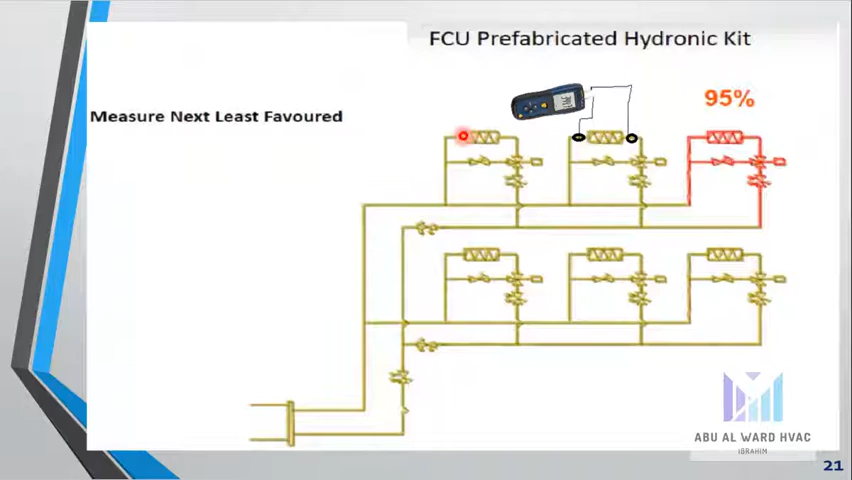 FCU Prefabricated Hydronic Kit
95%
Measure Next Least Favoured
ABU AL WARD HVAC
IBRAHIM
21